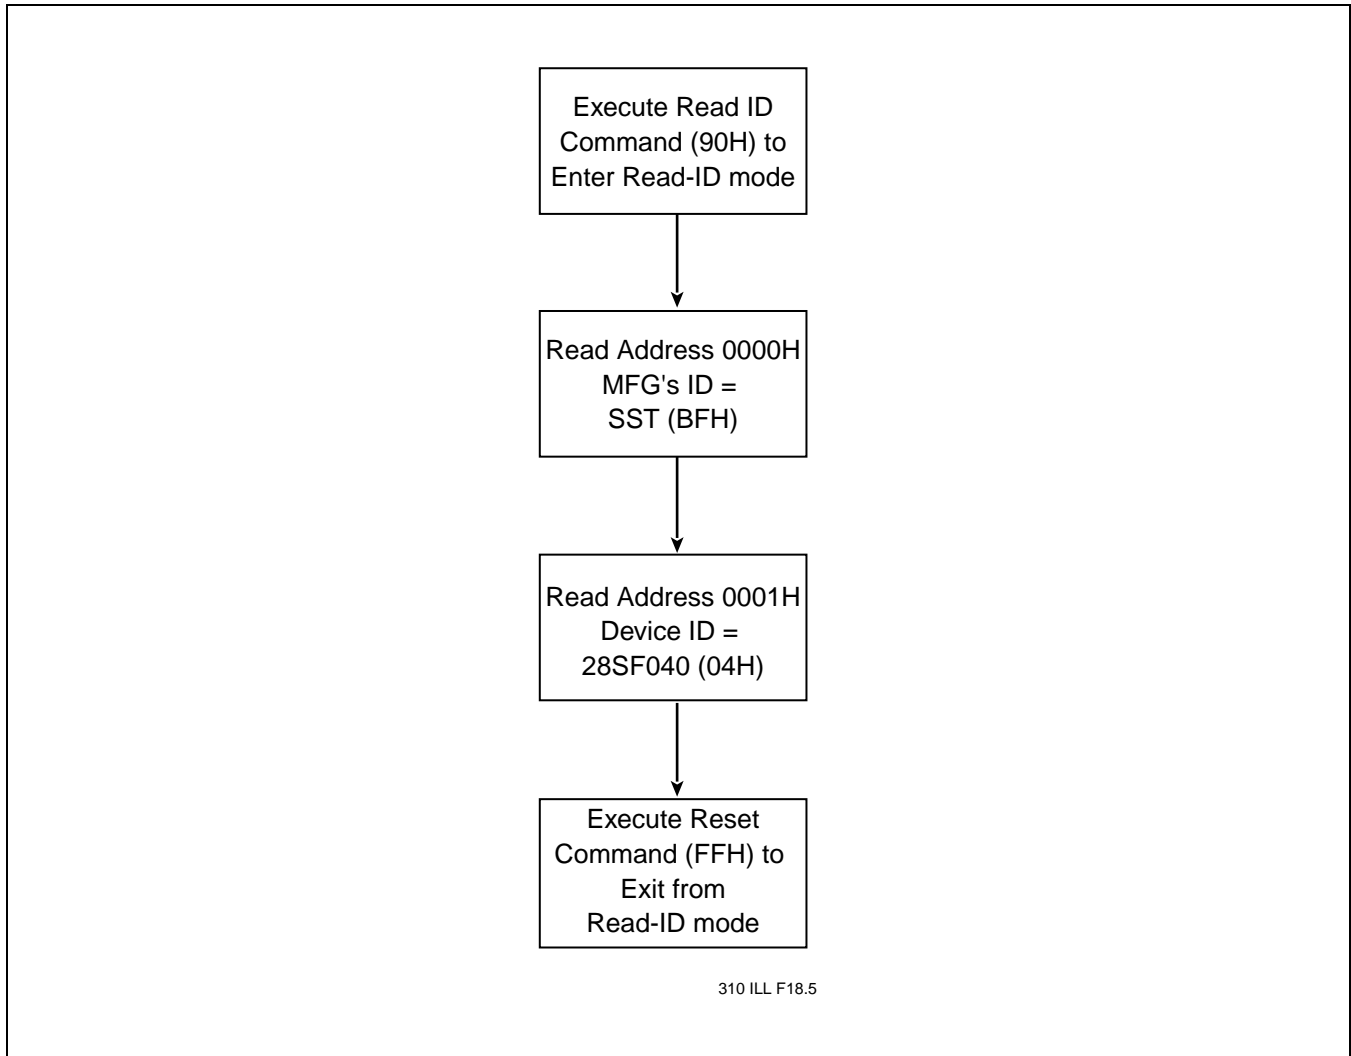 Execute Read ID
Command (90H) to
Enter Read-ID mode
Read Address 0000H
MFG's ID =
SST (BFH)
Read Address 0001H
Device ID =
28SF040 (04H)
Execute Reset
Command (FFH) to
Exit from
Read-ID mode
310 ILL F18.5